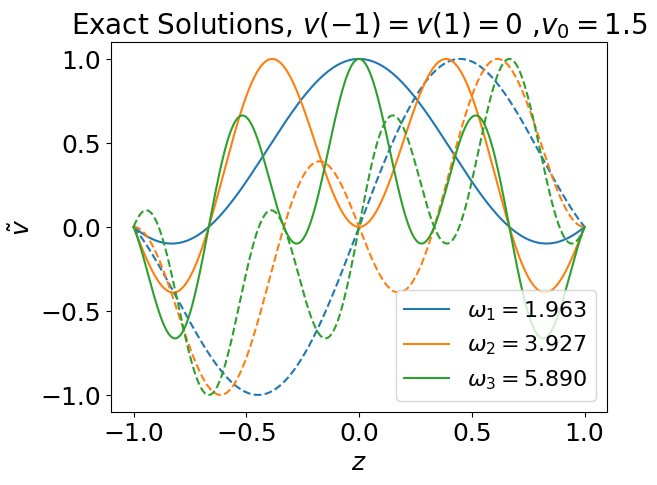 Exact Solutions, v(−1) = v(1) = 0 ,v₀ = 1.5
1.0
0.5
0.0
−0.5
−1.0
ṽ
ω₁ = 1.963
ω₂ = 3.927
ω₃ = 5.890
−1.0 −0.5 0.0 0.5 1.0
z